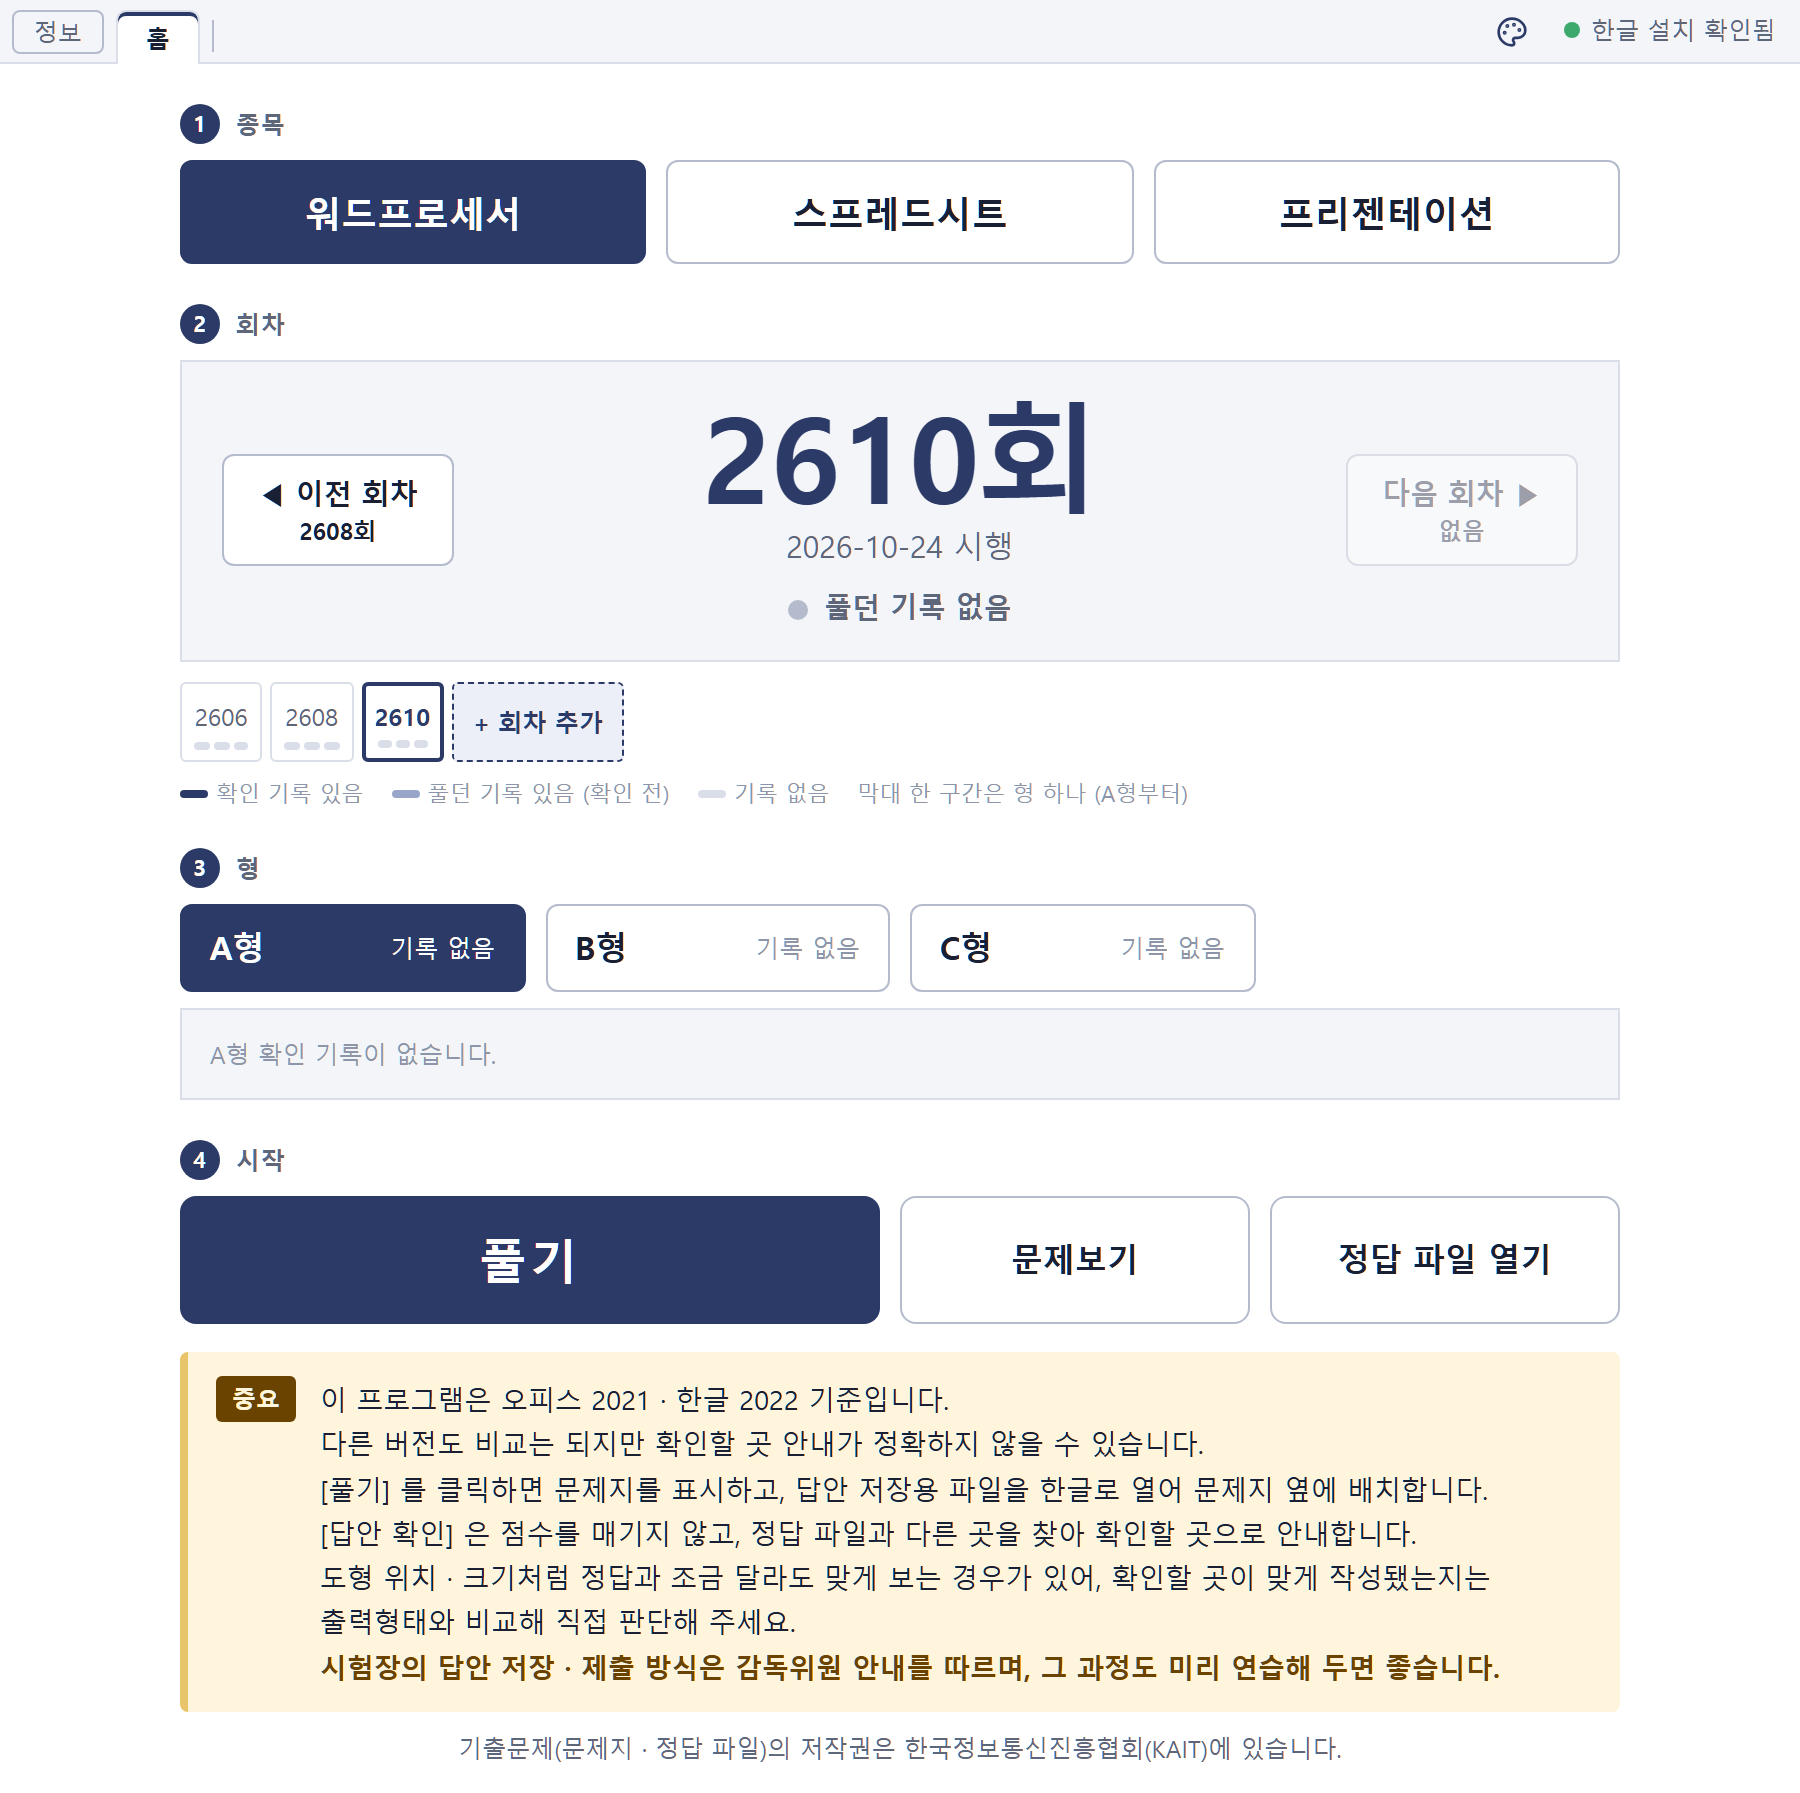 정보
홈
한글 설치 확인됨
1 종목
워드프로세서
스프레드시트
프리젠테이션
2 회차
◀ 이전 회차
2608회
2610회
2026-10-24 시행
풀던 기록 없음
다음 회차 ▶
없음
2606
2608
2610
+ 회차 추가
확인 기록 있음 풀던 기록 있음 (확인 전) 기록 없음 막대 한 구간은 형 하나 (A형부터)
3 형
A형 기록 없음
B형 기록 없음
C형 기록 없음
A형 확인 기록이 없습니다.
4 시작
풀기
문제보기
정답 파일 열기
중요
이 프로그램은 오피스 2021 · 한글 2022 기준입니다.
다른 버전도 비교는 되지만 확인할 곳 안내가 정확하지 않을 수 있습니다.
[풀기] 를 클릭하면 문제지를 표시하고, 답안 저장용 파일을 한글로 열어 문제지 옆에 배치합니다.
[답안 확인] 은 점수를 매기지 않고, 정답 파일과 다른 곳을 찾아 확인할 곳으로 안내합니다.
도형 위치 · 크기처럼 정답과 조금 달라도 맞게 보는 경우가 있어, 확인할 곳이 맞게 작성됐는지는
출력형태와 비교해 직접 판단해 주세요.
시험장의 답안 저장 · 제출 방식은 감독위원 안내를 따르며, 그 과정도 미리 연습해 두면 좋습니다.
기출문제(문제지 · 정답 파일)의 저작권은 한국정보통신진흥협회(KAIT)에 있습니다.